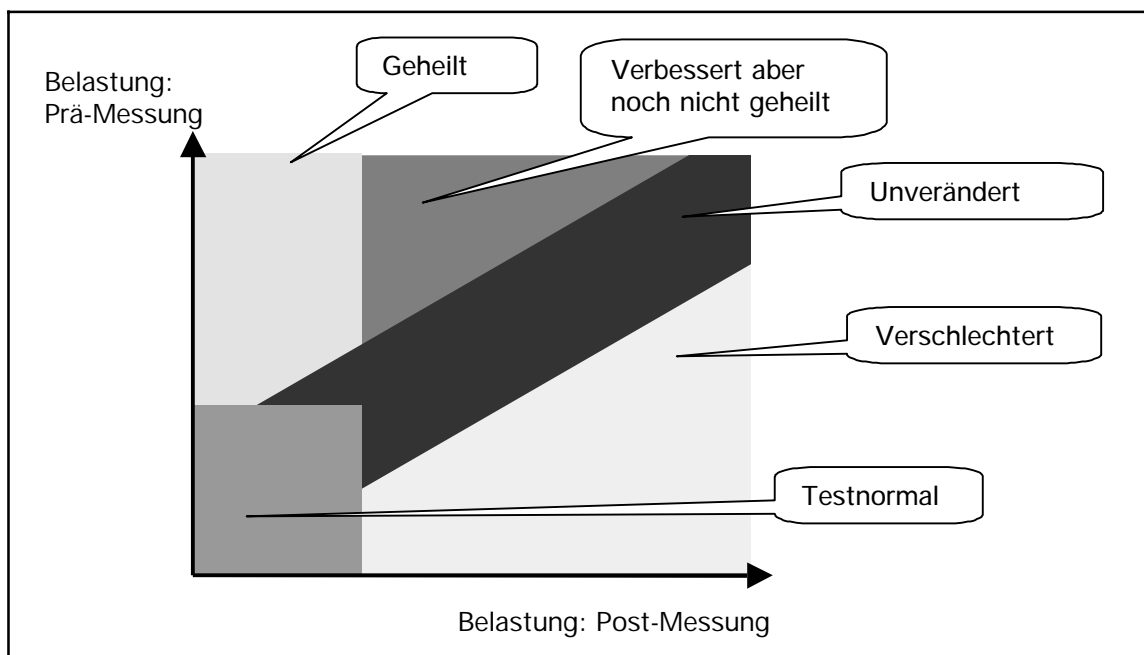 Belastung:
Prä-Messung
Geheilt
Verbessert aber
noch nicht geheilt
Unverändert
Verschlechtert
Testnormal
Belastung: Post-Messung